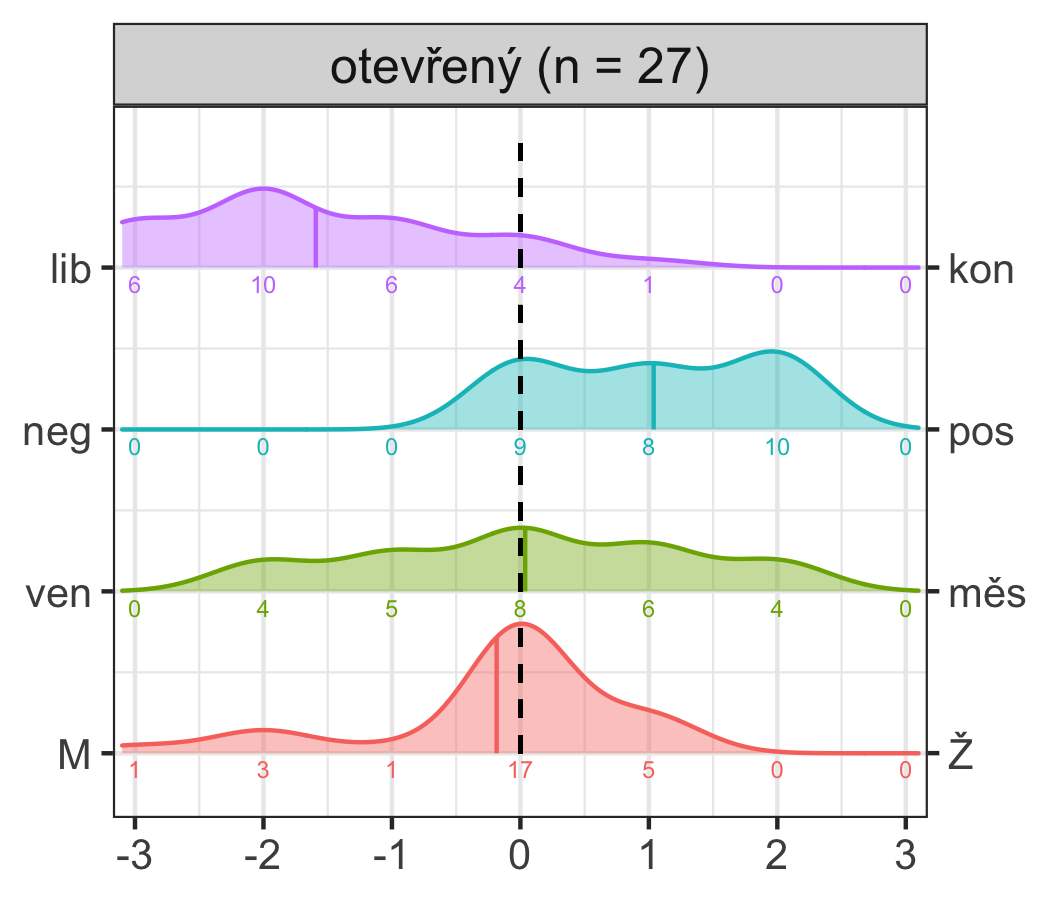 otevřený (n = 27)
lib kon
6 10 6 4 1 0 0
neg pos
0 0 0 9 8 10 0
ven měs
0 4 5 8 6 4 0
M Ž
1 3 1 17 5 0 0
-3 -2 -1 0 1 2 3